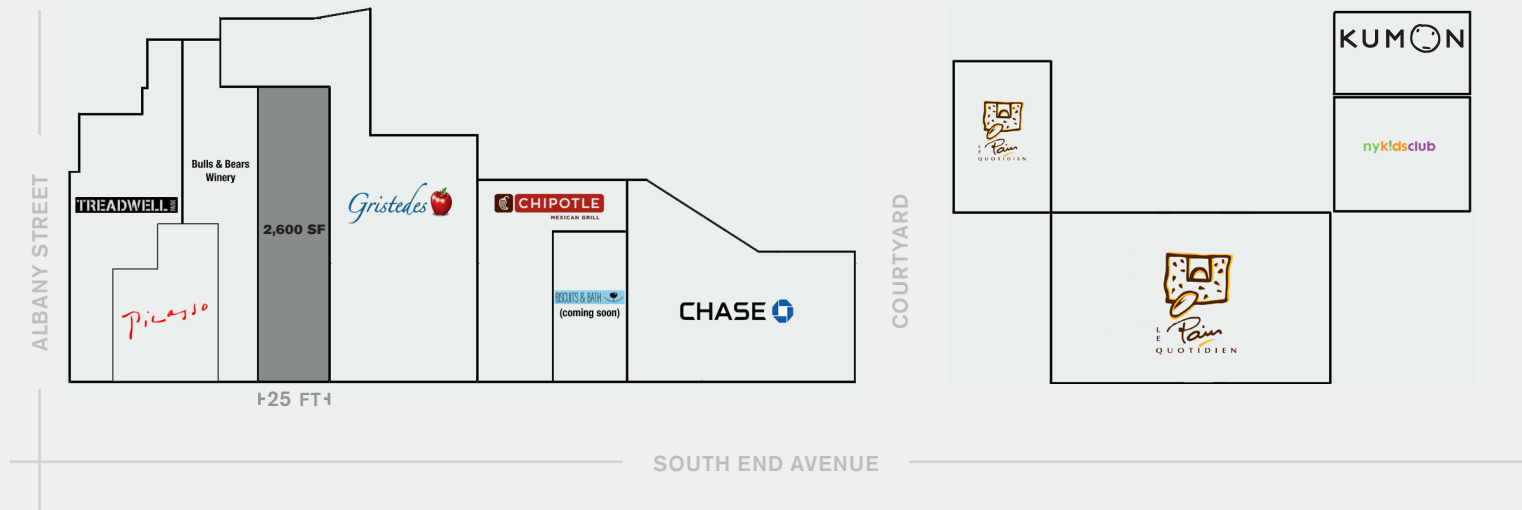 KUMON
nyk!dsclub
LE Pain
QUOTIDIEN
Bulls & Bears
Winery
TREADWELL
PARK
Gristedes
CHIPOTLE
MEXICAN GRILL
2,600 SF
Picasso
BISCUITS & BATH
(coming soon)
CHASE
LE Pain
QUOTIDIEN
25 FT
ALBANY STREET
COURTYARD
SOUTH END AVENUE